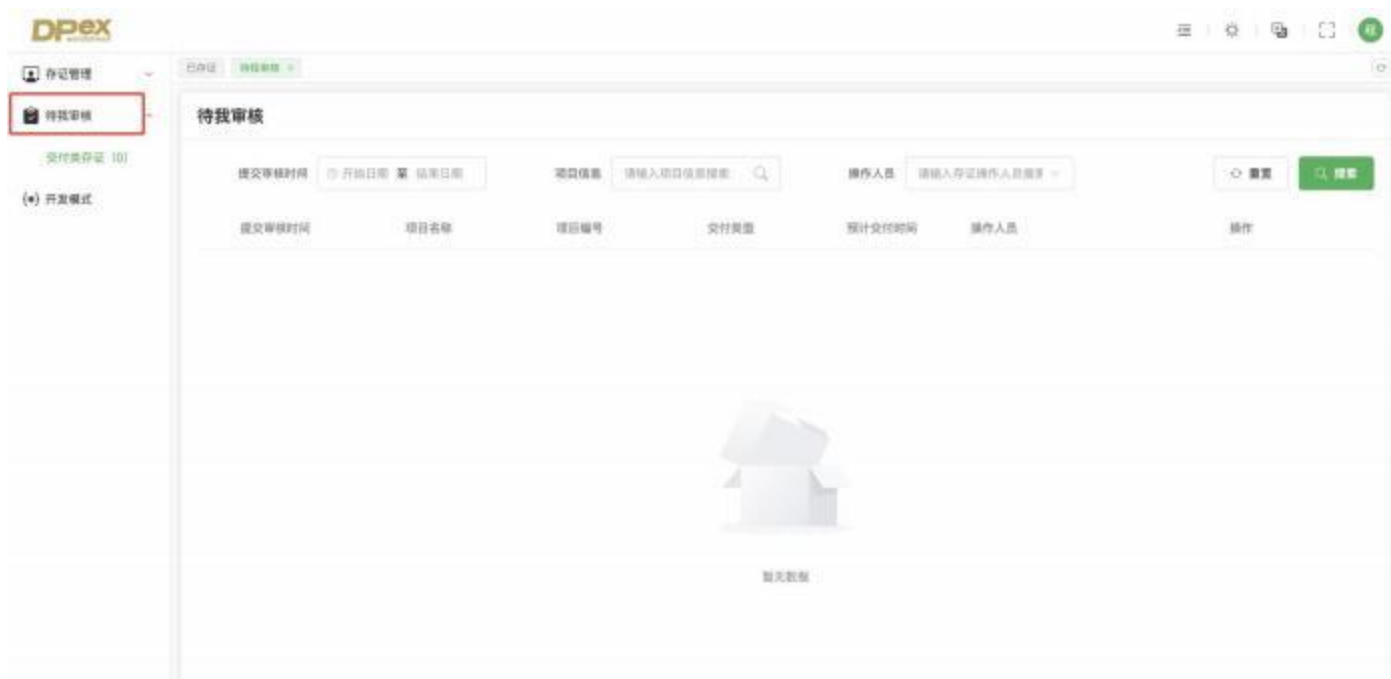 DPex
存证管理
已存证 待我审核 ×
待我审核
待我审核
交付类存证 (0)
开发模式
提交审核时间 开始日期 至 结束日期 项目信息 请输入项目信息搜索 操作人员 请输入存证操作人员搜索 重置 搜索
提交审核时间 项目名称 项目编号 交付类型 预计交付时间 操作人员 操作
暂无数据